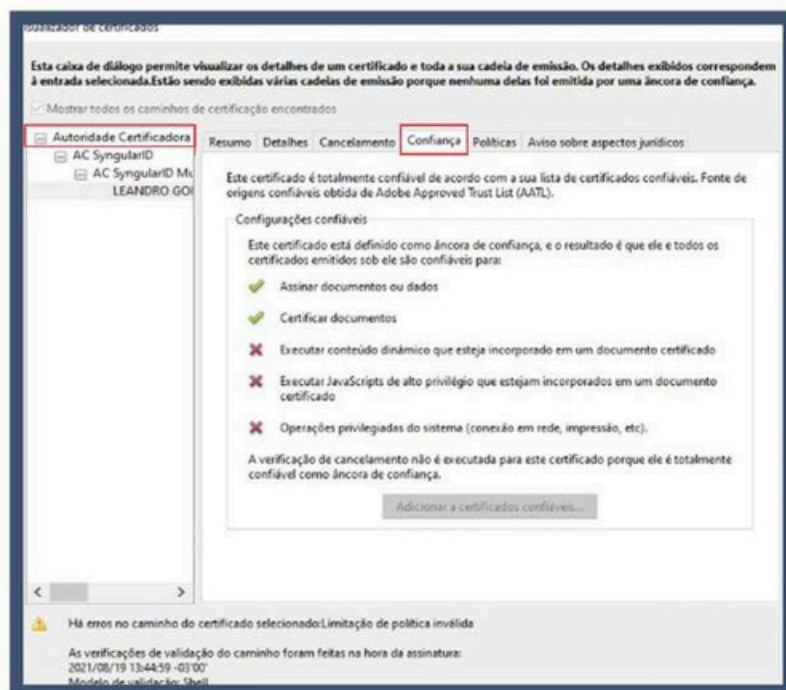 sualizador de certificados
Esta caixa de diálogo permite visualizar os detalhes de um certificado e toda a sua cadeia de emissão. Os detalhes exibidos correspondem
à entrada selecionada.Estão sendo exibidas várias cadeias de emissão porque nenhuma delas foi emitida por uma âncora de confiança.
Mostrar todos os caminhos de certificação encontrados
Autoridade Certificadora
AC SyngularID
AC SyngularID Mu
LEANDRO GOI
Resumo Detalhes Cancelamento Confiança Políticas Aviso sobre aspectos jurídicos
Este certificado é totalmente confiável de acordo com a sua lista de certificados confiáveis. Fonte de
origens confiáveis obtida de Adobe Approved Trust List (AATL).
Configurações confiáveis
Este certificado está definido como âncora de confiança, e o resultado é que ele e todos os
certificados emitidos sob ele são confiáveis para:
Assinar documentos ou dados
Certificar documentos
Executar conteúdo dinâmico que esteja incorporado em um documento certificado
Executar JavaScripts de alto privilégio que estejam incorporados em um documento
certificado
Operações privilegiadas do sistema (conexão em rede, impressão, etc).
A verificação de cancelamento não é executada para este certificado porque ele é totalmente
confiável como âncora de confiança.
Adicionar a certificados confiáveis...
Há erros no caminho do certificado selecionado:Limitação de política inválida
As verificações de validação do caminho foram feitas na hora da assinatura:
2021/08/19 13:44:59 -03'00'
Modelo de validação: Shell